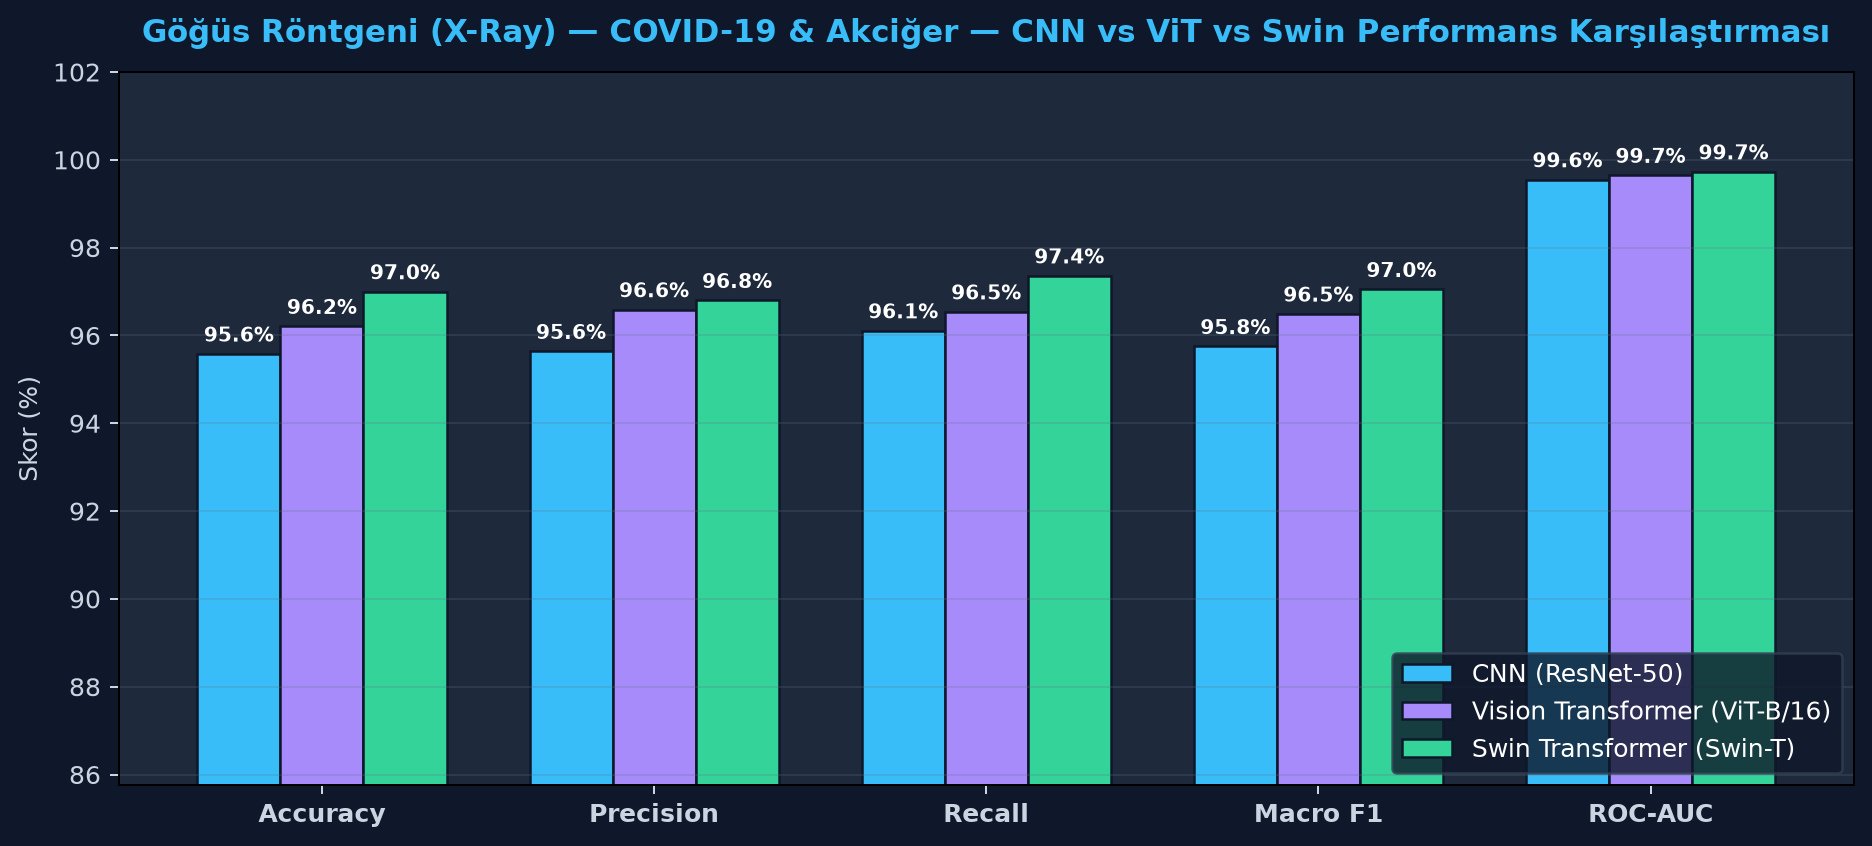 Göğüs Röntgeni (X-Ray) — COVID-19 & Akciğer — CNN vs ViT vs Swin Performans Karşılaştırması
102
100
98
96
94
92
90
88
86
Skor (%)
95.6%
96.2%
97.0%
95.6%
96.6%
96.8%
96.1%
96.5%
97.4%
95.8%
96.5%
97.0%
99.6%
99.7%
99.7%
CNN (ResNet-50)
Vision Transformer (ViT-B/16)
Swin Transformer (Swin-T)
Accuracy
Precision
Recall
Macro F1
ROC-AUC